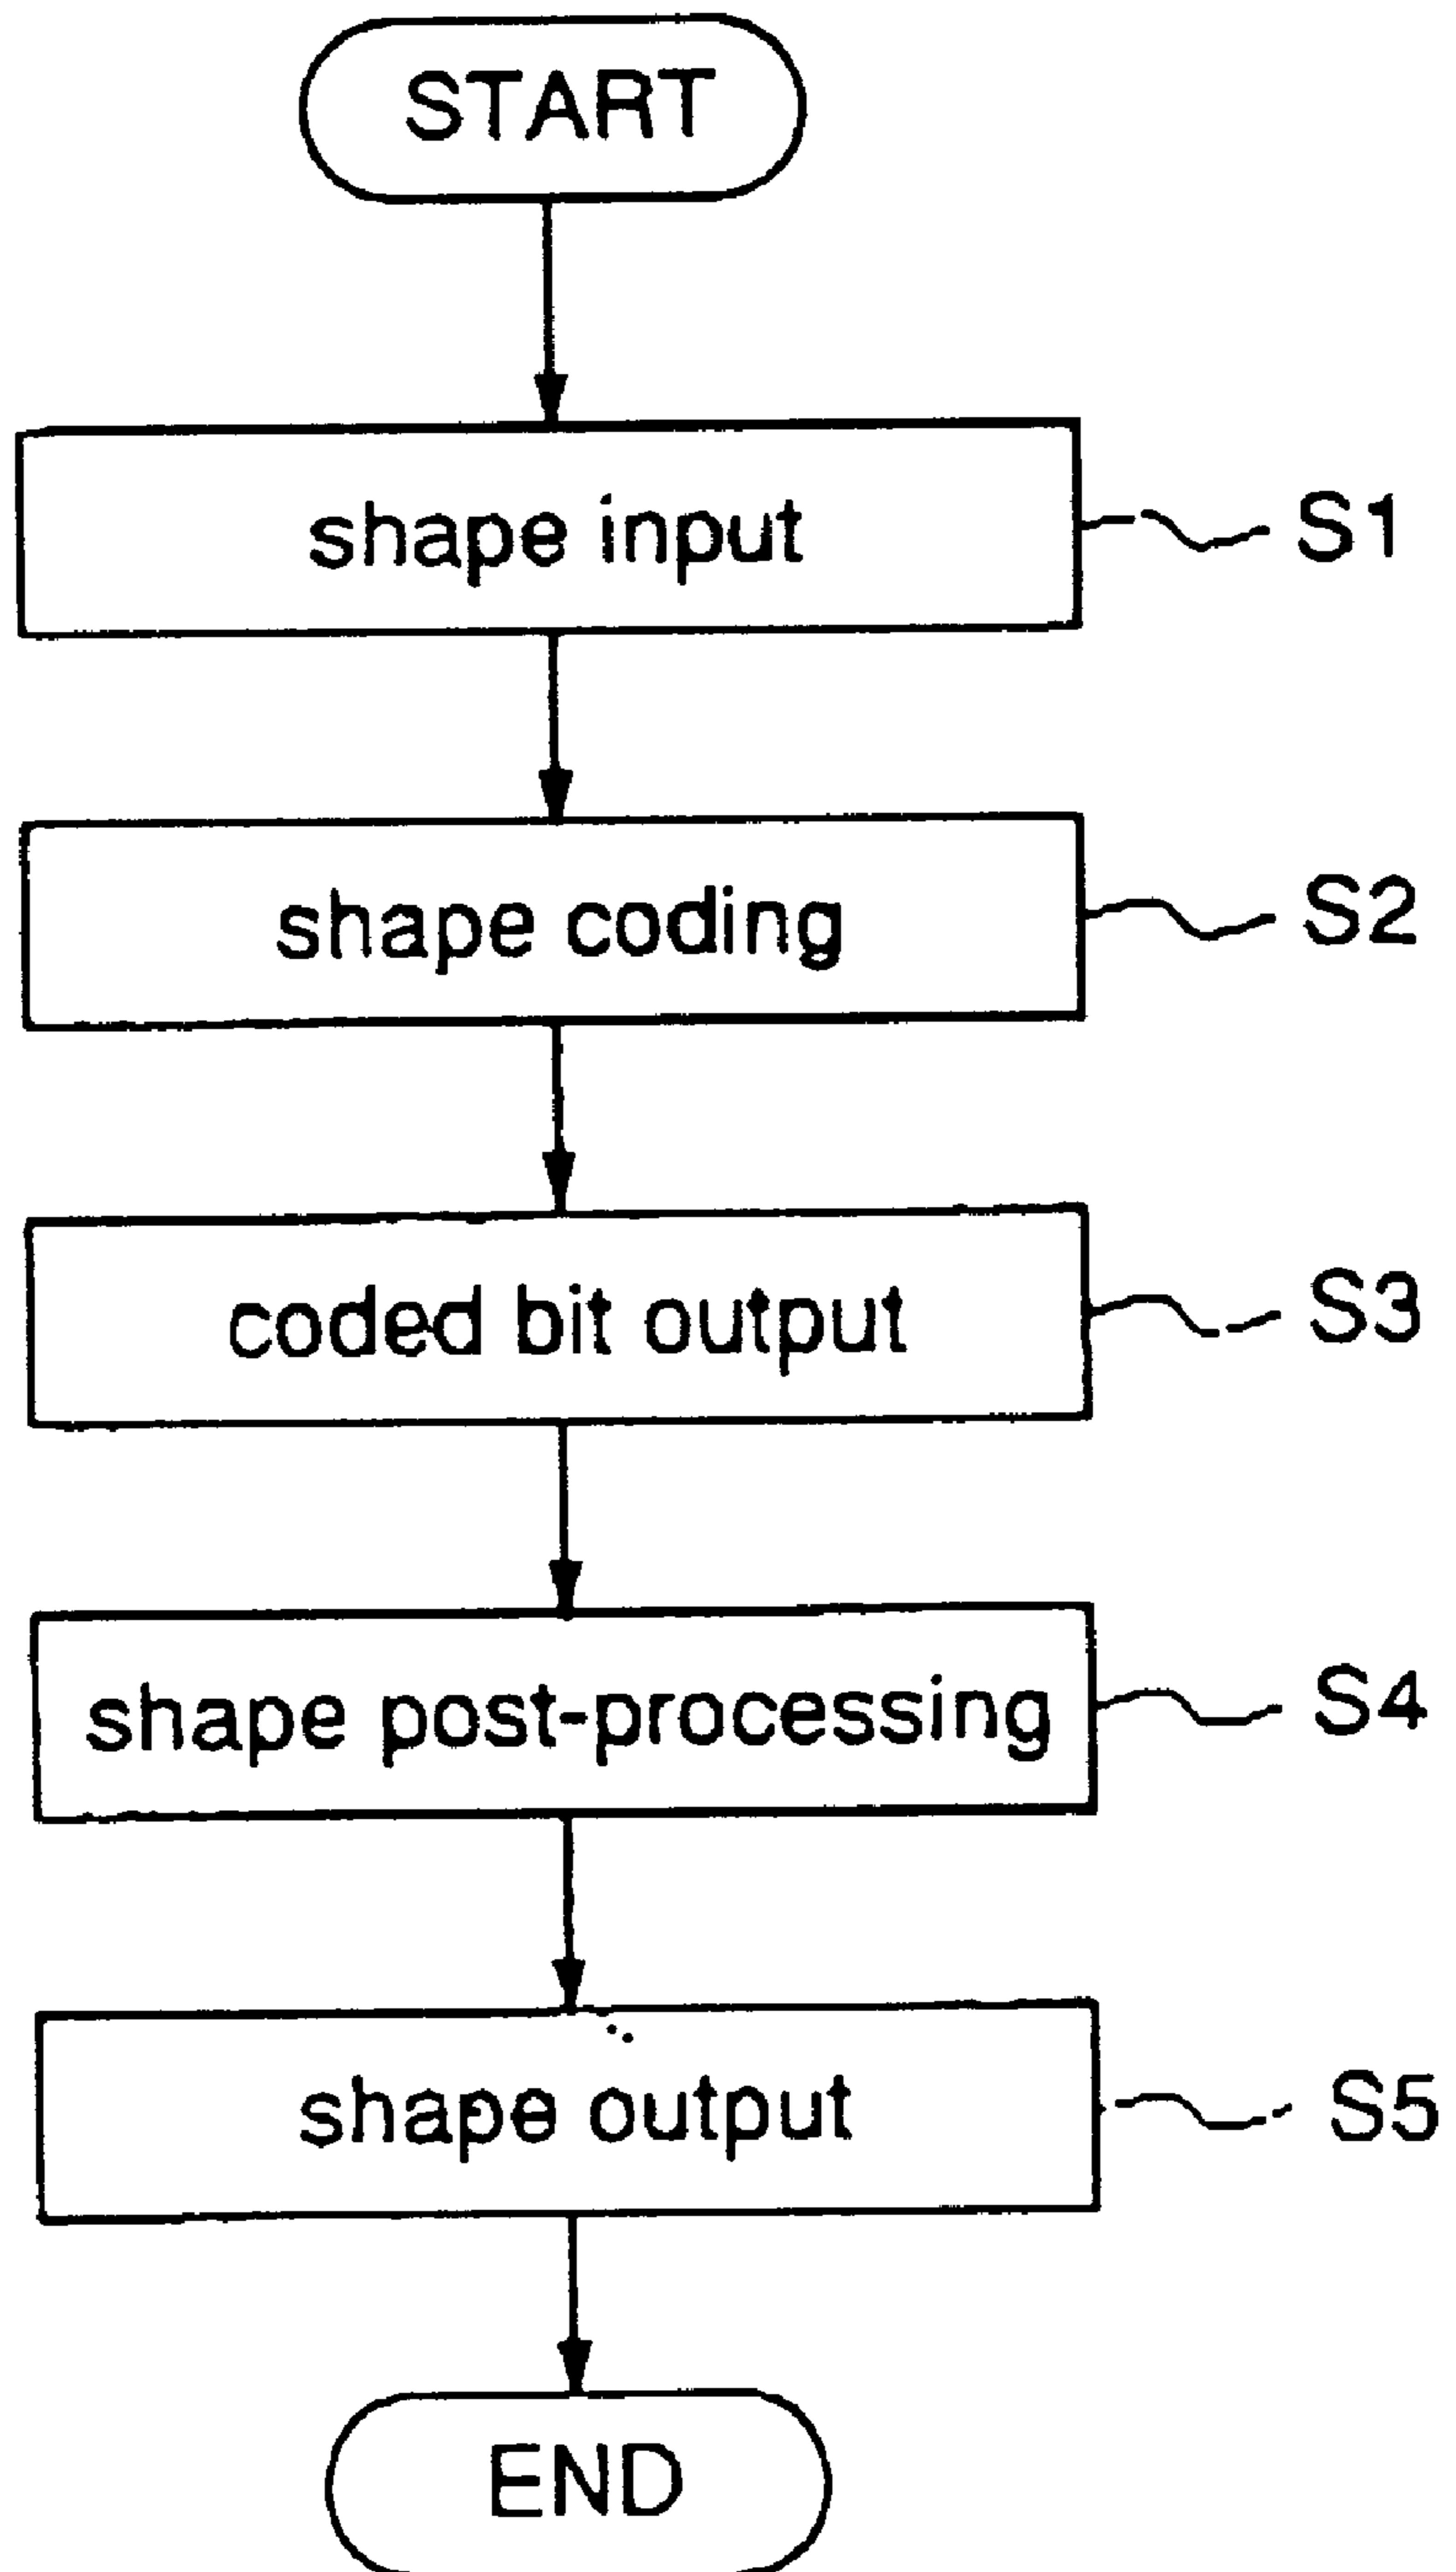 START
shape input
S1
shape coding
S2
coded bit output
S3
shape post-processing
S4
shape output
S5
END